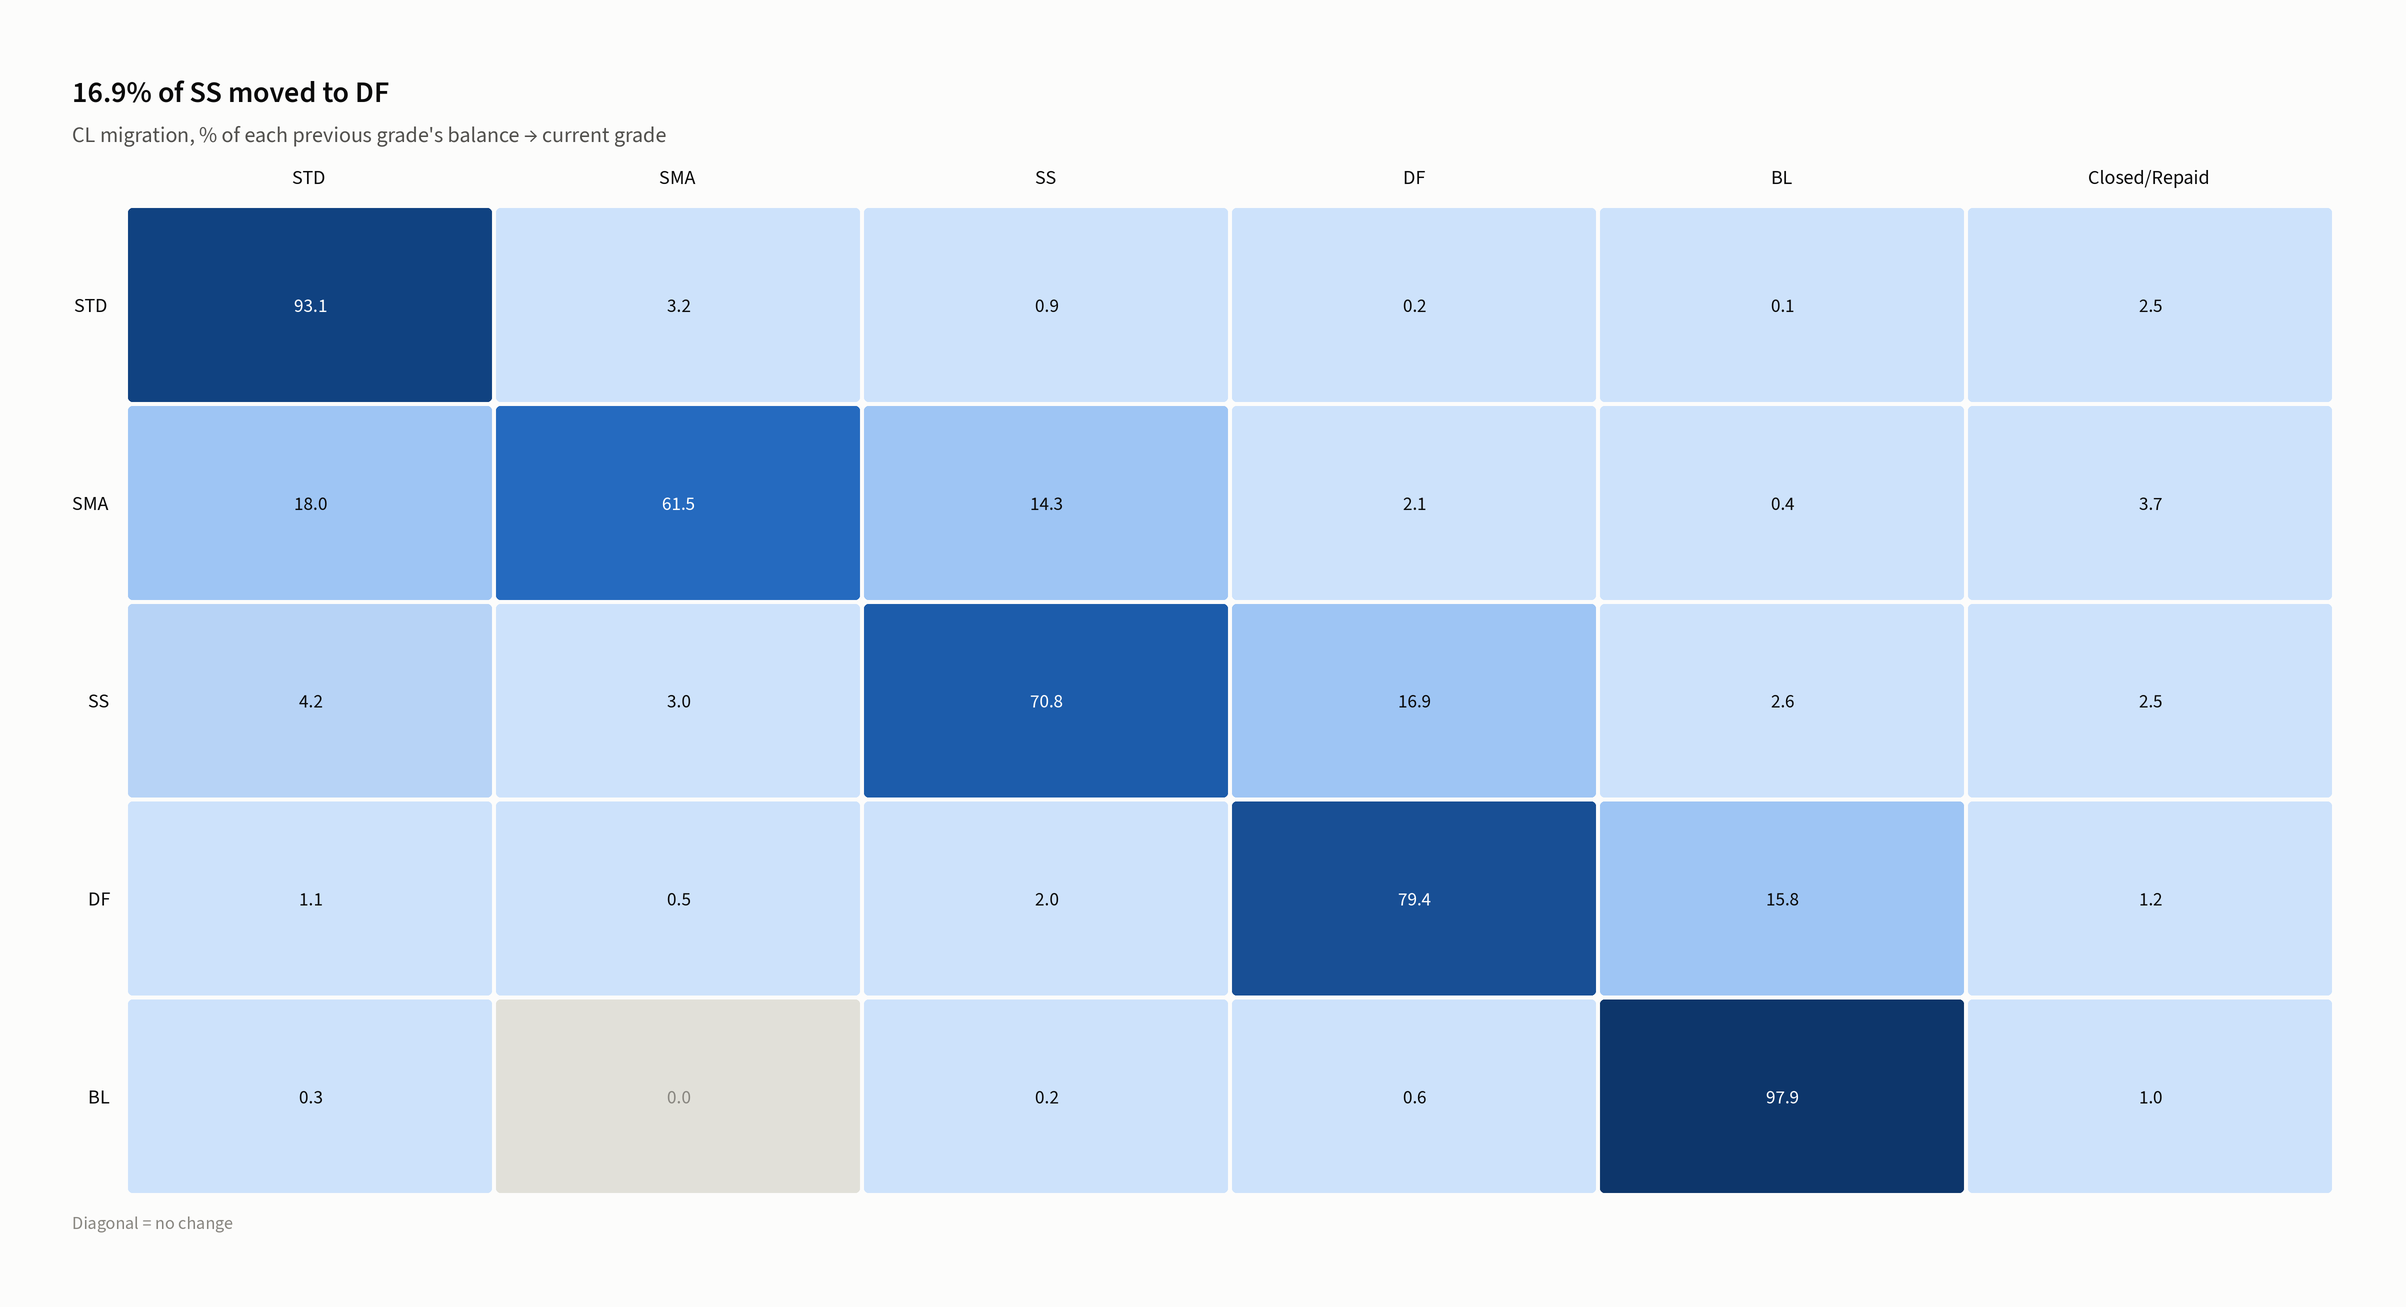 16.9% of SS moved to DF
CL migration, % of each previous grade's balance → current grade
STD SMA SS DF BL Closed/Repaid
STD 93.1 3.2 0.9 0.2 0.1 2.5
SMA 18.0 61.5 14.3 2.1 0.4 3.7
SS 4.2 3.0 70.8 16.9 2.6 2.5
DF 1.1 0.5 2.0 79.4 15.8 1.2
BL 0.3 0.0 0.2 0.6 97.9 1.0
Diagonal = no change